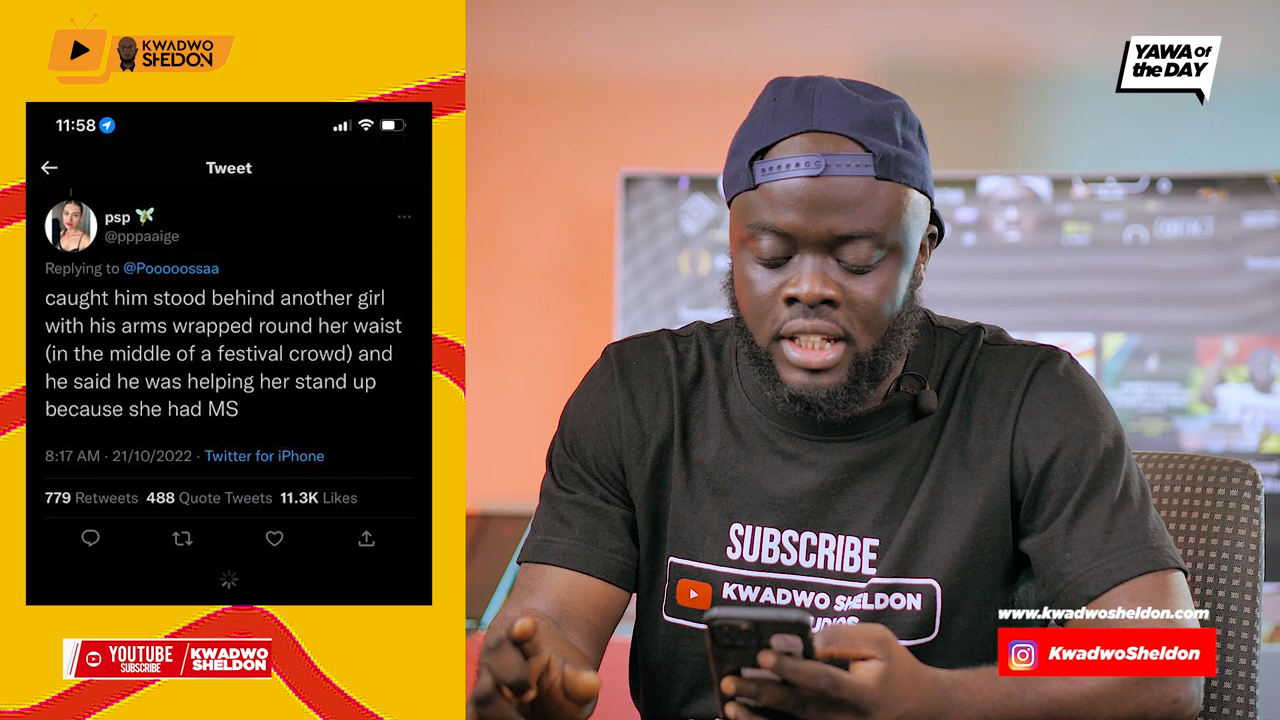 KWADWO
SHELDON
YAWA of
the DAY
11:58
Tweet
psp
@pppaaige
Replying to @Pooooossaa
caught him stood behind another girl
with his arms wrapped round her waist
(in the middle of a festival crowd) and
he said he was helping her stand up
because she had MS
8:17 AM · 21/10/2022 · Twitter for iPhone
779 Retweets 488 Quote Tweets 11.3K Likes
SUBSCRIBE
KWADWO SHELDON
www.kwadwosheldon.com
KwadwoSheldon
YOUTUBE
SUBSCRIBE
KWADWO
SHELDON